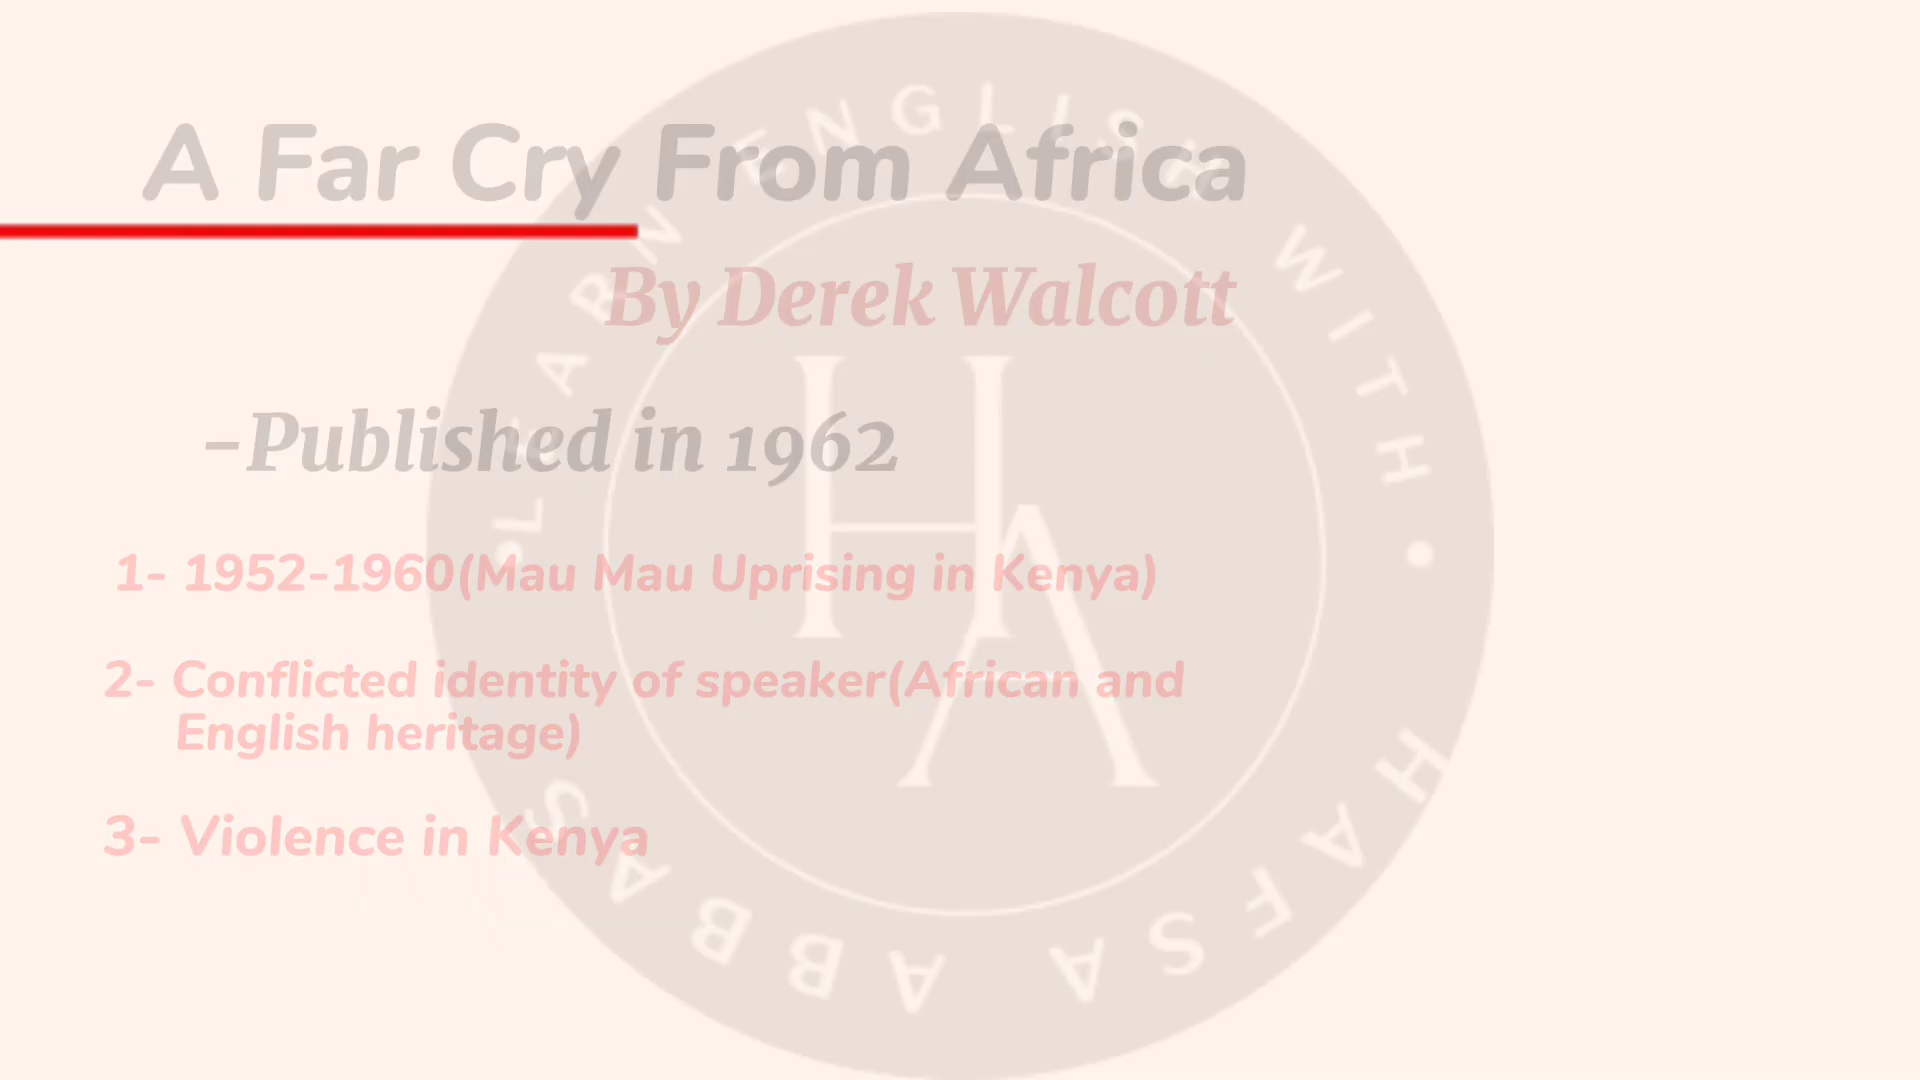 A Far Cry From Africa
By Derek Walcott
-Published in 1962
1- 1952-1960(Mau Mau Uprising in Kenya)
2- Conflicted identity of speaker(African and
English heritage)
3- Violence in Kenya
LEARN ENGLISH WITH
HAFSA ABBAS
HA